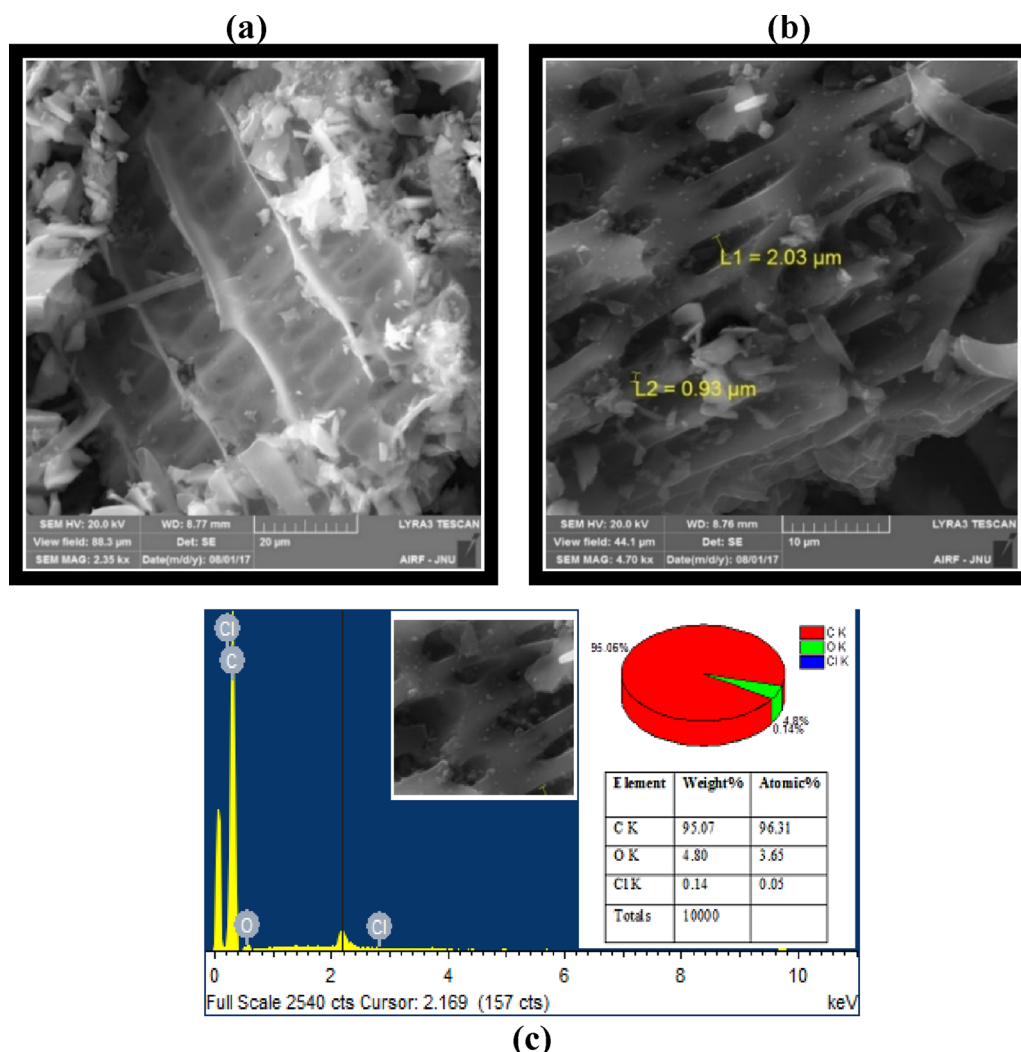 (a)
(b)
L1 = 2.03 µm
L2 = 0.93 µm
SEM HV: 20.0 kV WD: 8.77 mm LYRA3 TESCAN
View field: 88.3 µm Det: SE 20 µm
SEM MAG: 2.35 kx Date(m/d/y): 08/01/17 AIRF - JNU
SEM HV: 20.0 kV WD: 8.76 mm LYRA3 TESCAN
View field: 44.1 µm Det: SE 10 µm
SEM MAG: 4.70 kx Date(m/d/y): 08/01/17 AIRF - JNU
Cl
C
O
Cl
0 2 4 6 8 10
Full Scale 2540 cts Cursor: 2.169 (157 cts) keV
95.06%
4.8%
0.14%
C K
O K
Cl K
Element Weight% Atomic%
C K 95.07 96.31
O K 4.80 3.65
Cl K 0.14 0.05
Totals 10000
(c)